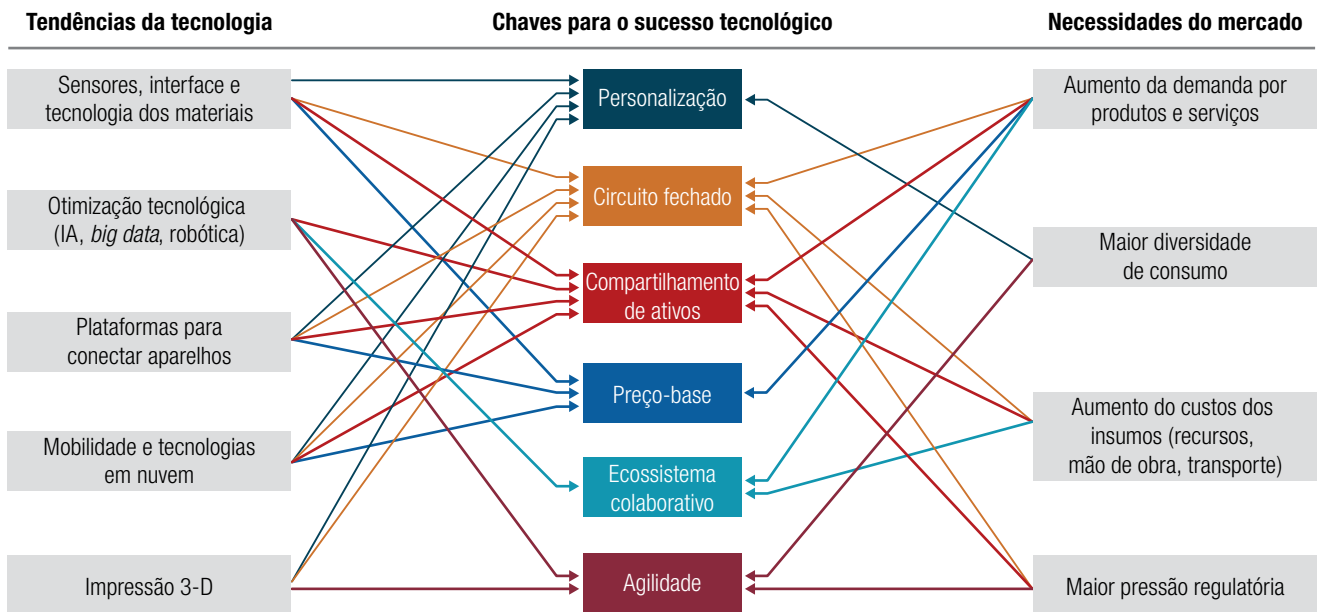 Tendências da tecnologia
Chaves para o sucesso tecnológico
Necessidades do mercado
Sensores, interface e
tecnologia dos materiais
Otimização tecnológica
(IA, big data, robótica)
Plataformas para
conectar aparelhos
Mobilidade e tecnologias
em nuvem
Impressão 3-D
Personalização
Circuito fechado
Compartilhamento
de ativos
Preço-base
Ecossistema
colaborativo
Agilidade
Aumento da demanda por
produtos e serviços
Maior diversidade
de consumo
Aumento do custos dos
insumos (recursos,
mão de obra, transporte)
Maior pressão regulatória